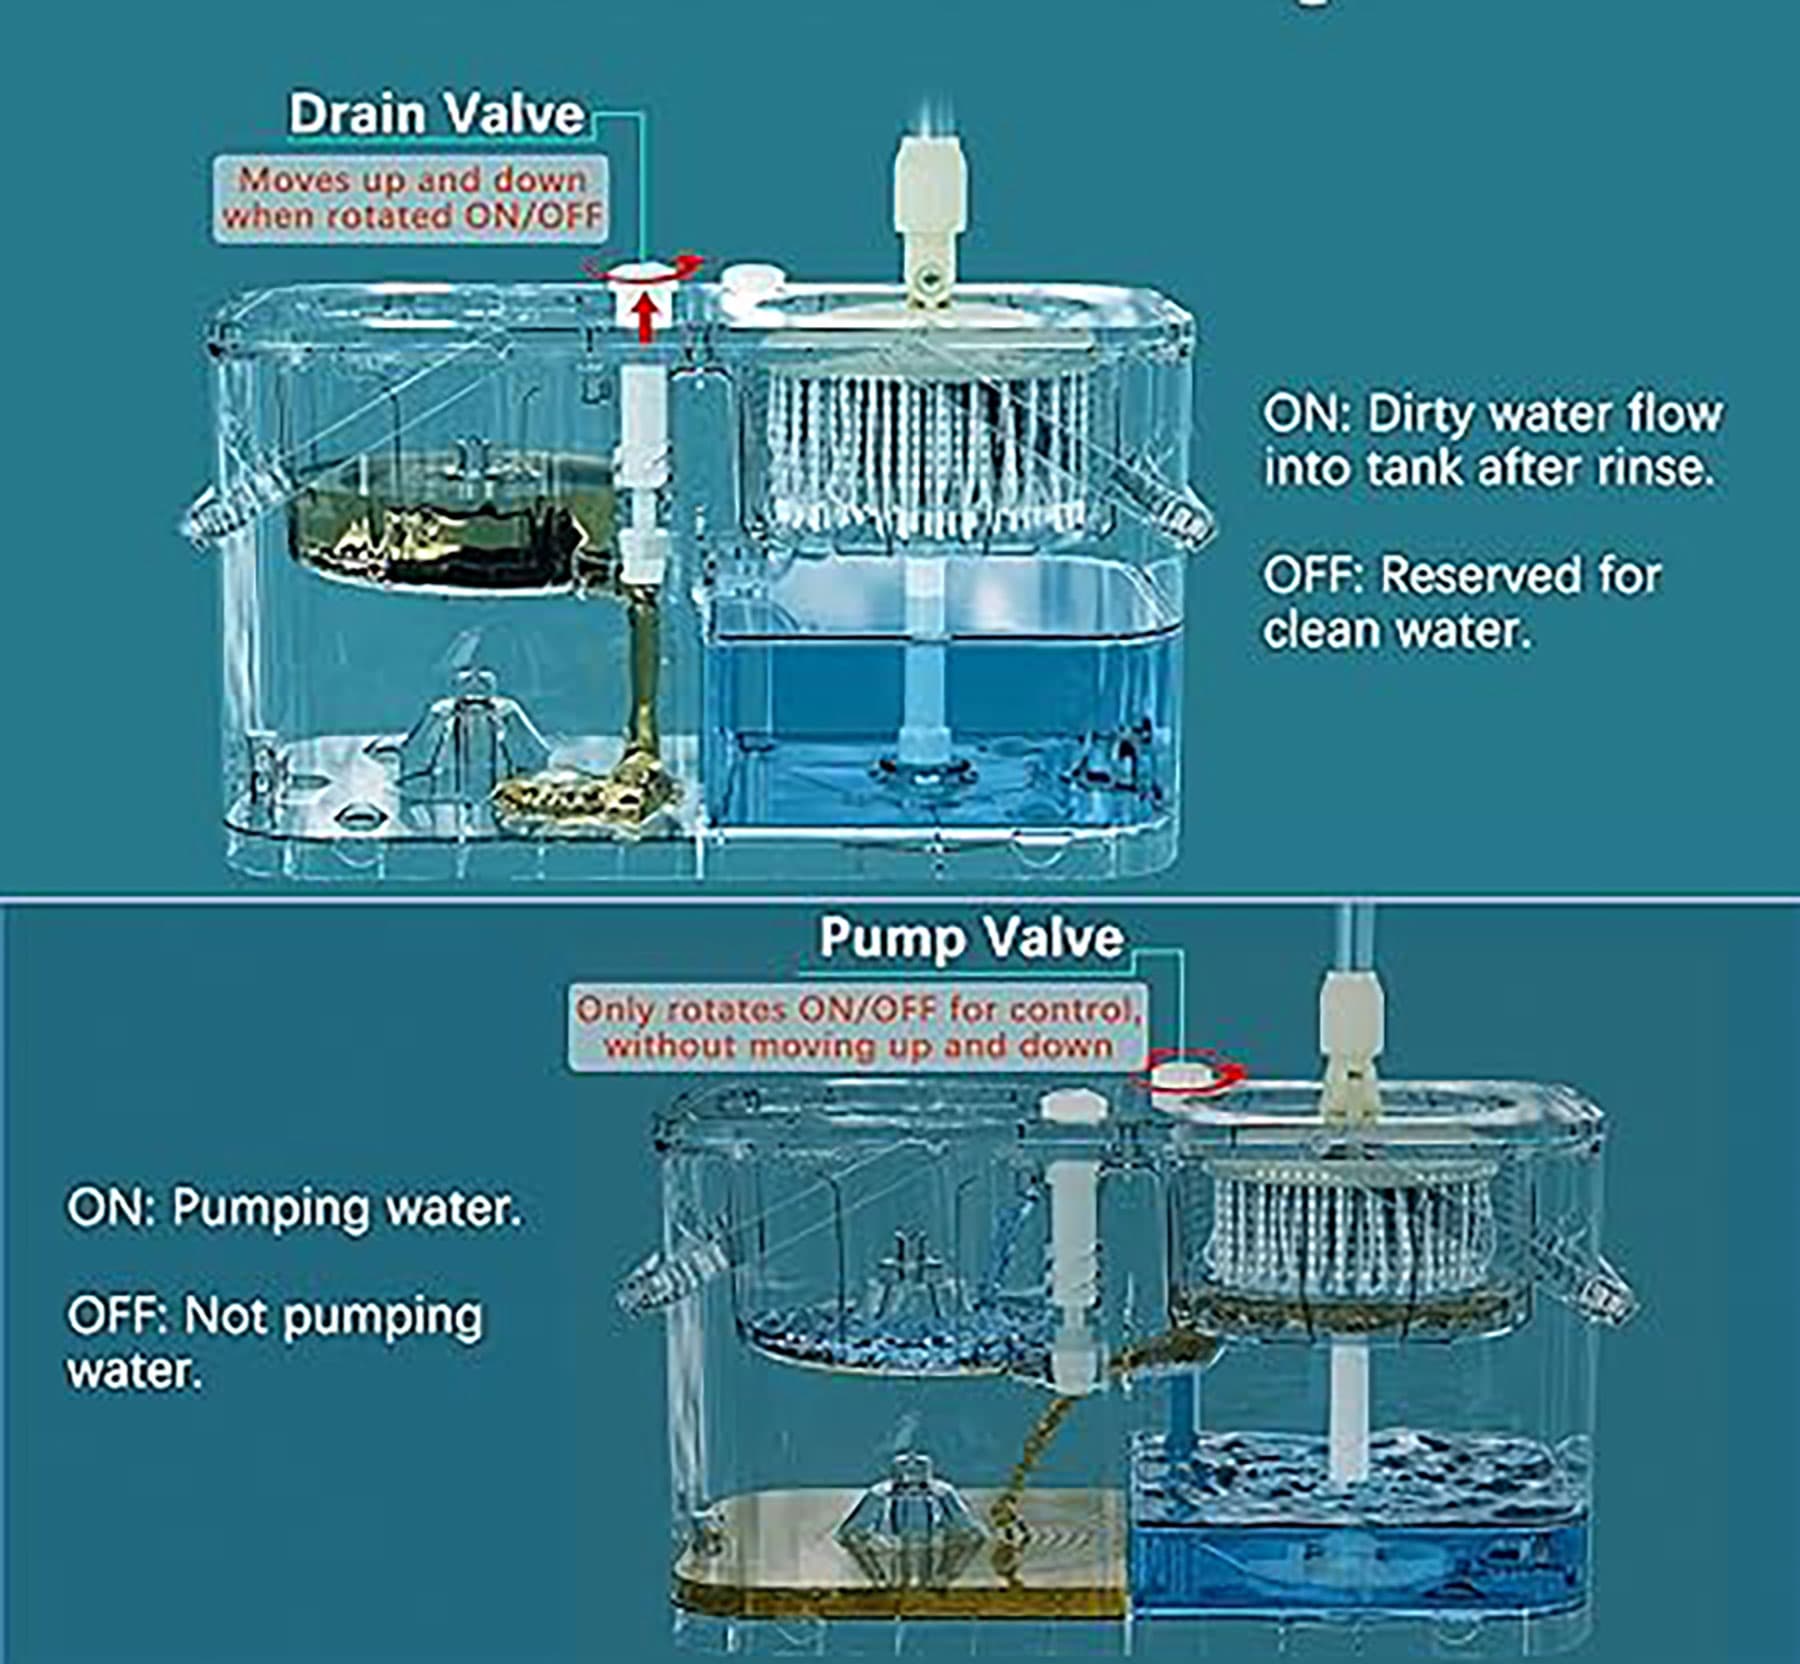 Drain Valve
Moves up and down
when rotated ON/OFF
ON: Dirty water flow
into tank after rinse.
OFF: Reserved for
clean water.
Pump Valve
Only rotates ON/OFF for control,
without moving up and down
ON: Pumping water.
OFF: Not pumping
water.